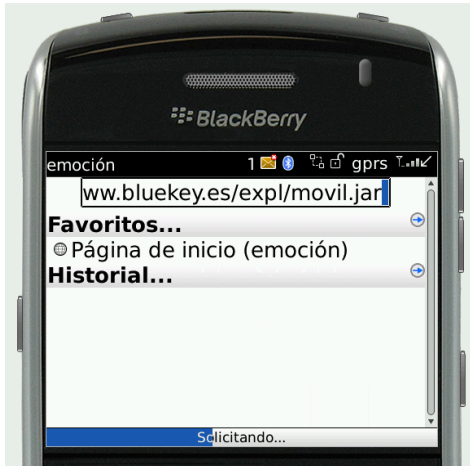 BlackBerry
emoción 1 gprs
ww.bluekey.es/expl/movil.jar
Favoritos...
Página de inicio (emoción)
Historial...
Solicitando...